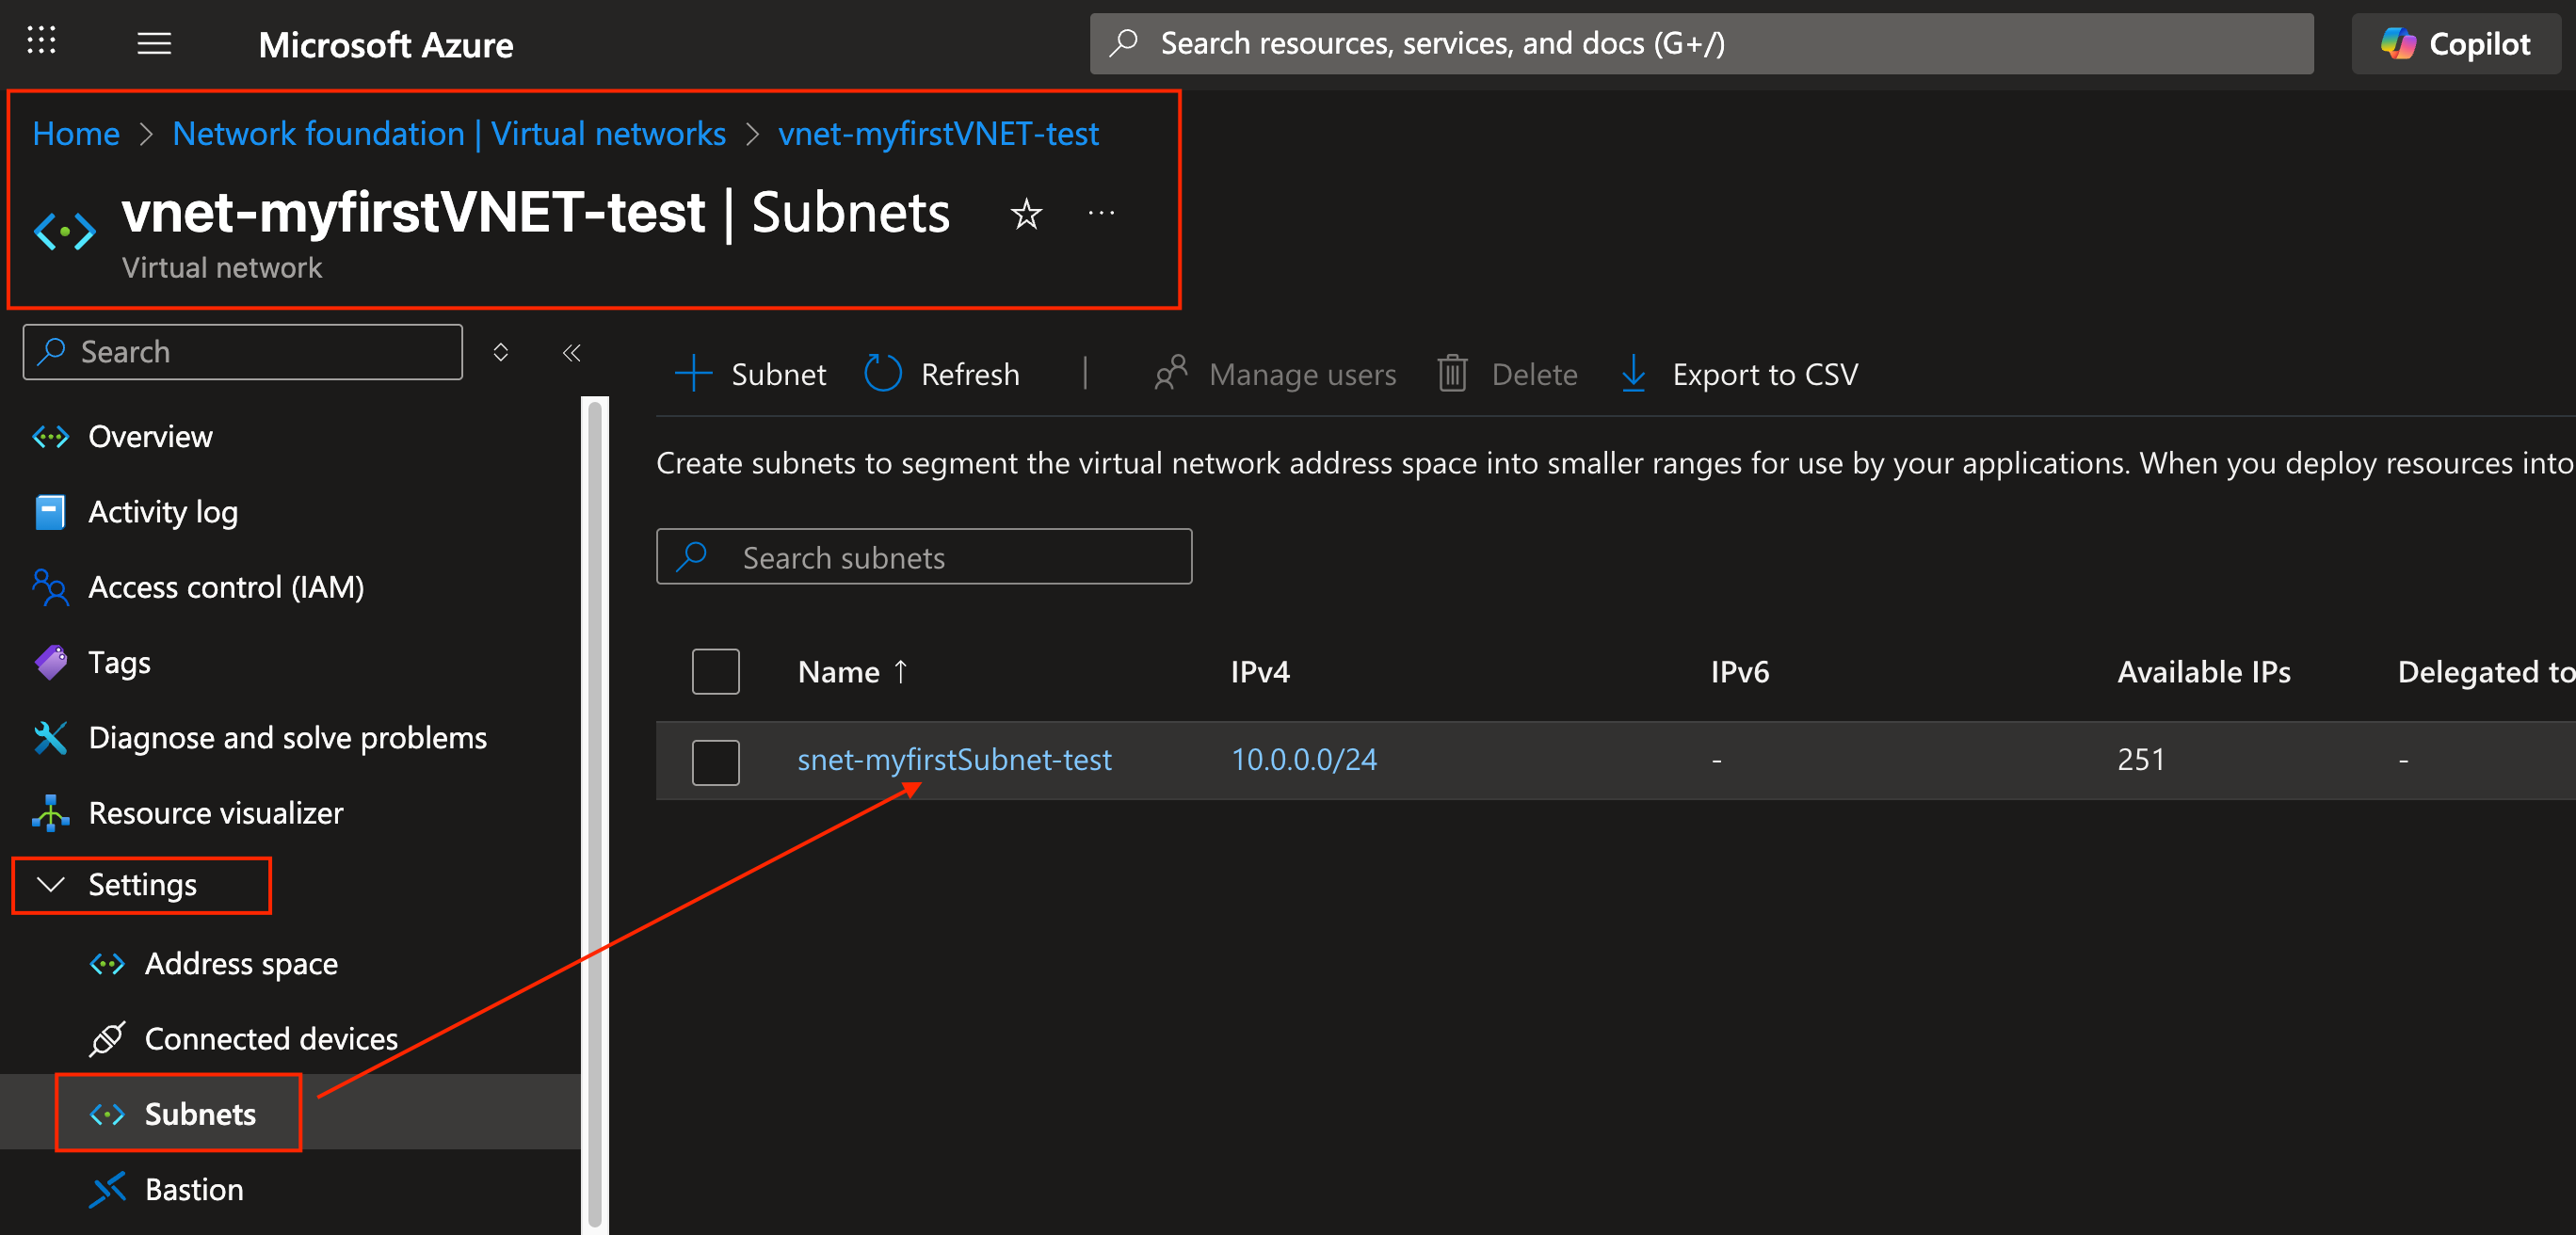 Microsoft Azure
Search resources, services, and docs (G+/)
Copilot
Home > Network foundation | Virtual networks > vnet-myfirstVNET-test
vnet-myfirstVNET-test | Subnets
Virtual network
Search
Overview
Activity log
Access control (IAM)
Tags
Diagnose and solve problems
Resource visualizer
Settings
Address space
Connected devices
Subnets
Bastion
Subnet Refresh | Manage users Delete Export to CSV
Create subnets to segment the virtual network address space into smaller ranges for use by your applications. When you deploy resources into
Search subnets
Name ↑ IPv4 IPv6 Available IPs Delegated to
snet-myfirstSubnet-test 10.0.0.0/24 - 251 -